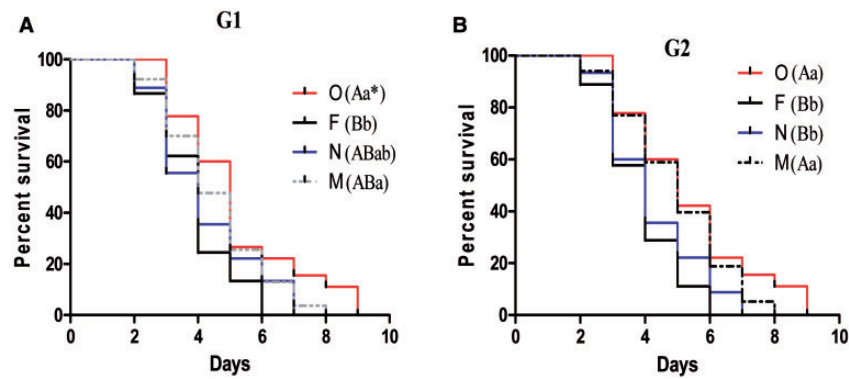 A
G1
Percent survival
100
80
60
40
20
0
0 2 4 6 8 10
Days
O (Aa*)
F (Bb)
N (ABab)
M (ABa)
B
G2
Percent survival
100
80
60
40
20
0
0 2 4 6 8 10
Days
O (Aa)
F (Bb)
N (Bb)
M (Aa)